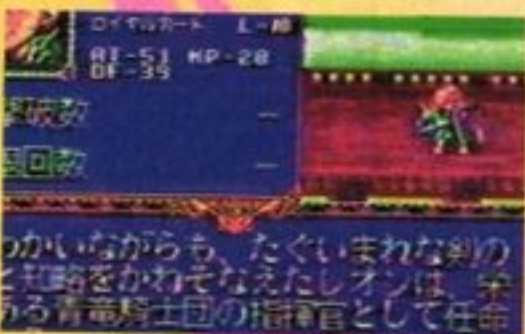 ロイヤルガード
AT-51 MP-28
破数 -
回数 -
わかいながらも、たぐいまれな剣の
と知略をかねそなえたレオンは、栄
ある青竜騎士団の指揮官として任命